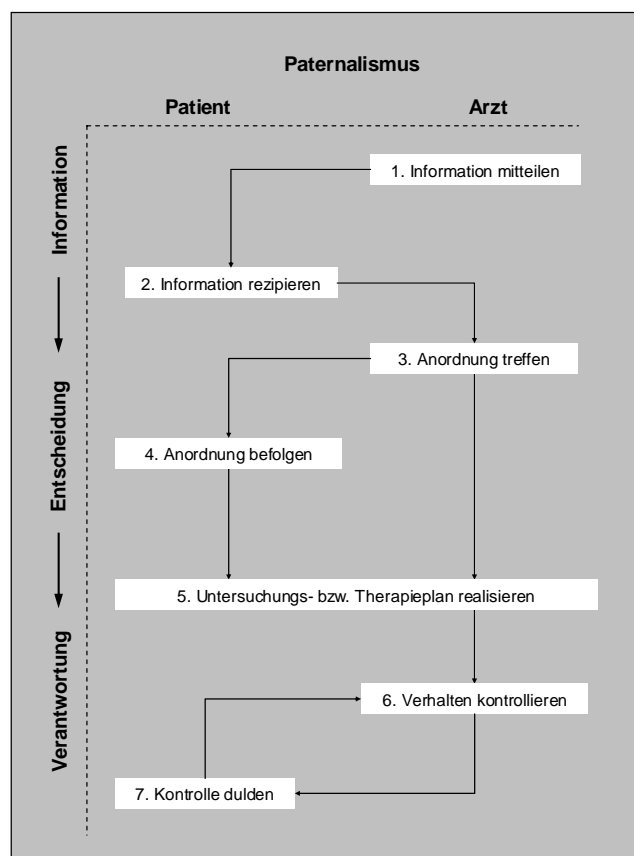 Paternalismus
Patient
Arzt
Information
1. Information mitteilen
2. Information rezipieren
3. Anordnung treffen
Entscheidung
4. Anordnung befolgen
5. Untersuchungs- bzw. Therapieplan realisieren
Verantwortung
6. Verhalten kontrollieren
7. Kontrolle dulden